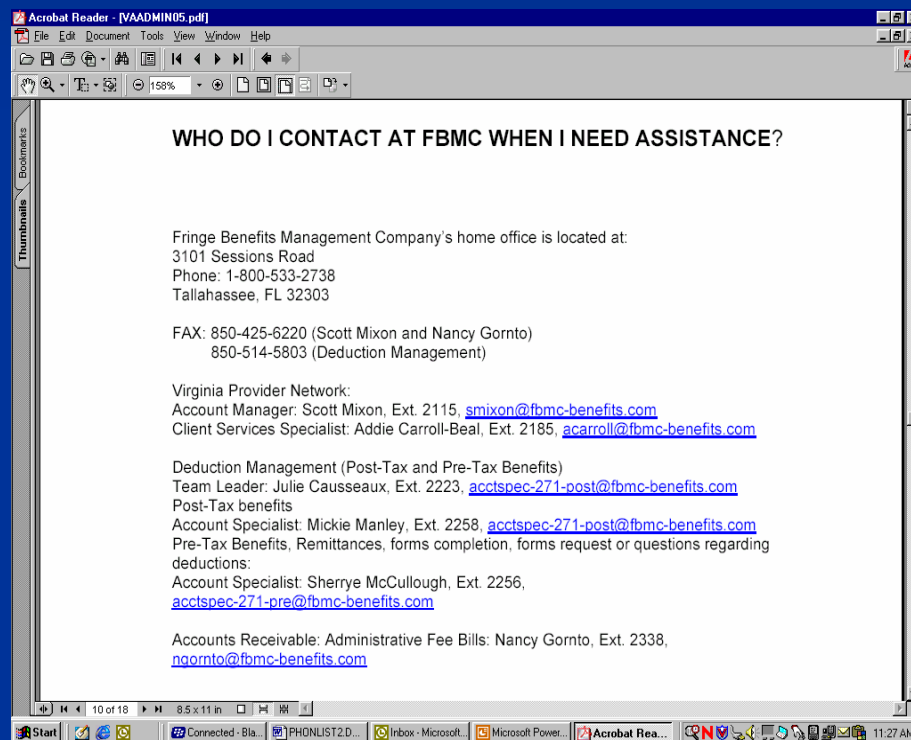 Acrobat Reader - [VAADMIN05.pdf]
File Edit Document Tools View Window Help
158%
Bookmarks
Thumbnails
WHO DO I CONTACT AT FBMC WHEN I NEED ASSISTANCE?
Fringe Benefits Management Company's home office is located at:
3101 Sessions Road
Phone: 1-800-533-2738
Tallahassee, FL 32303
FAX: 850-425-6220 (Scott Mixon and Nancy Gornto)
850-514-5803 (Deduction Management)
Virginia Provider Network:
Account Manager: Scott Mixon, Ext. 2115, smixon@fbmc-benefits.com
Client Services Specialist: Addie Carroll-Beal, Ext. 2185, acarroll@fbmc-benefits.com
Deduction Management (Post-Tax and Pre-Tax Benefits)
Team Leader: Julie Causseaux, Ext. 2223, acctspec-271-post@fbmc-benefits.com
Post-Tax benefits
Account Specialist: Mickie Manley, Ext. 2258, acctspec-271-post@fbmc-benefits.com
Pre-Tax Benefits, Remittances, forms completion, forms request or questions regarding
deductions:
Account Specialist: Sherrye McCullough, Ext. 2256,
acctspec-271-pre@fbmc-benefits.com
Accounts Receivable: Administrative Fee Bills: Nancy Gornto, Ext. 2338,
ngornto@fbmc-benefits.com
10 of 18 8.5 x 11 in
Start Connected - Bla... PHONLIST2.D... Inbox - Microsoft... Microsoft Power... Acrobat Rea... 11:27 AM